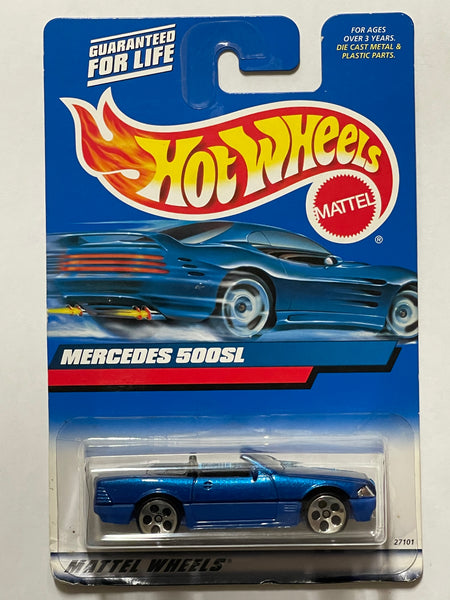 GUARANTEED
FOR LIFE
FOR AGES
OVER 3 YEARS.
DIE CAST METAL &
PLASTIC PARTS.
HOT WHEELS
MATTEL
®
MERCEDES 500SL
27101
MATTEL WHEELS®